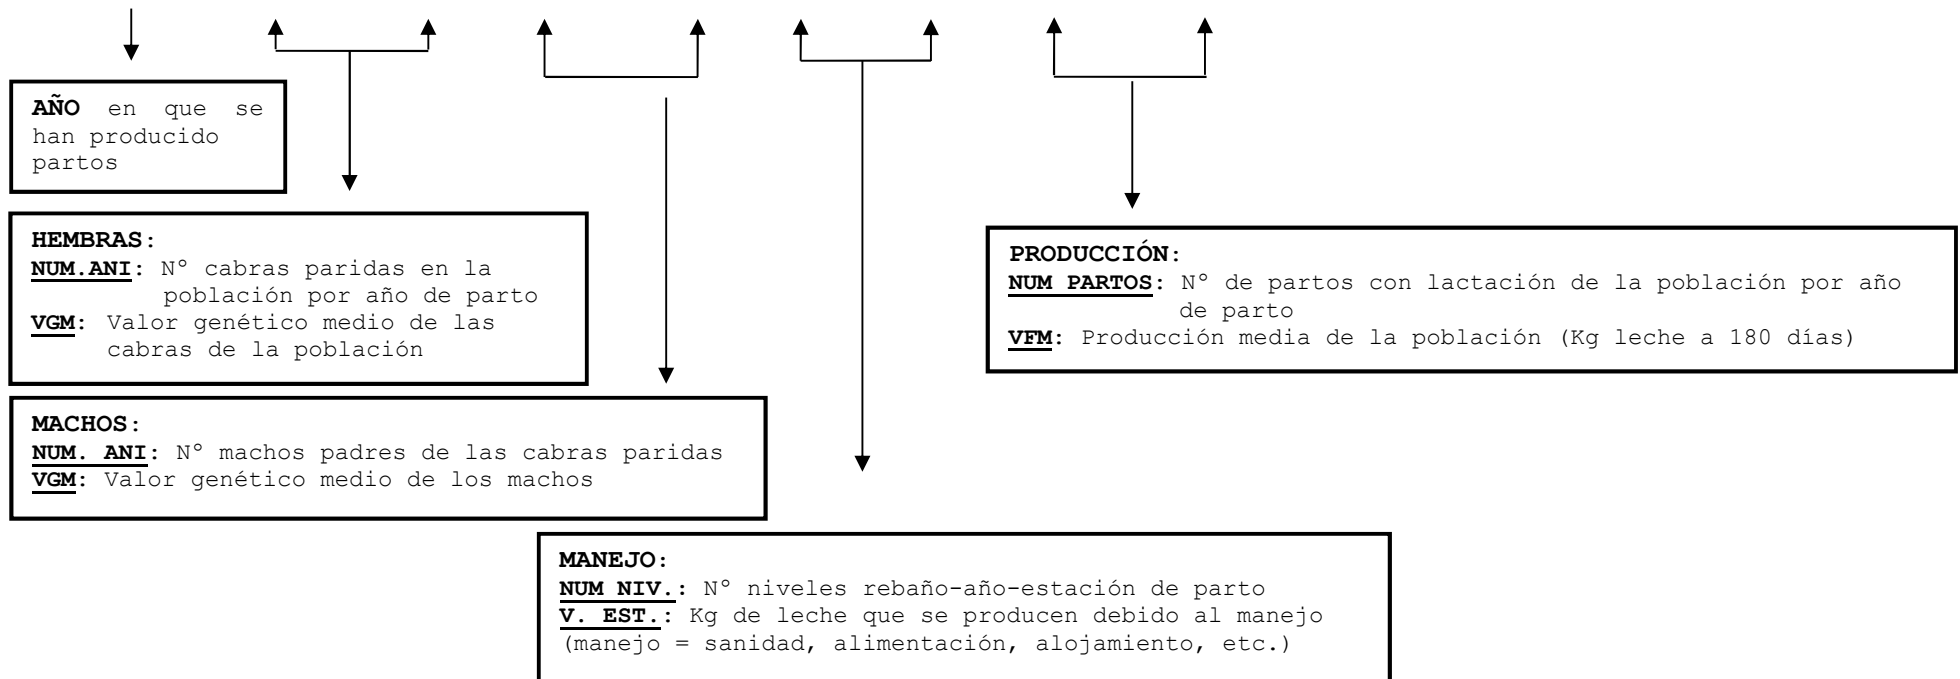 AÑO en que se
han producido
partos
HEMBRAS:
NUM.ANI: Nº cabras paridas en la
población por año de parto
VGM: Valor genético medio de las
cabras de la población
PRODUCCIÓN:
NUM PARTOS: Nº de partos con lactación de la población por año
de parto
VFM: Producción media de la población (Kg leche a 180 días)
MACHOS:
NUM. ANI: Nº machos padres de las cabras paridas
VGM: Valor genético medio de los machos
MANEJO:
NUM NIV.: Nº niveles rebaño-año-estación de parto
V. EST.: Kg de leche que se producen debido al manejo
(manejo = sanidad, alimentación, alojamiento, etc.)